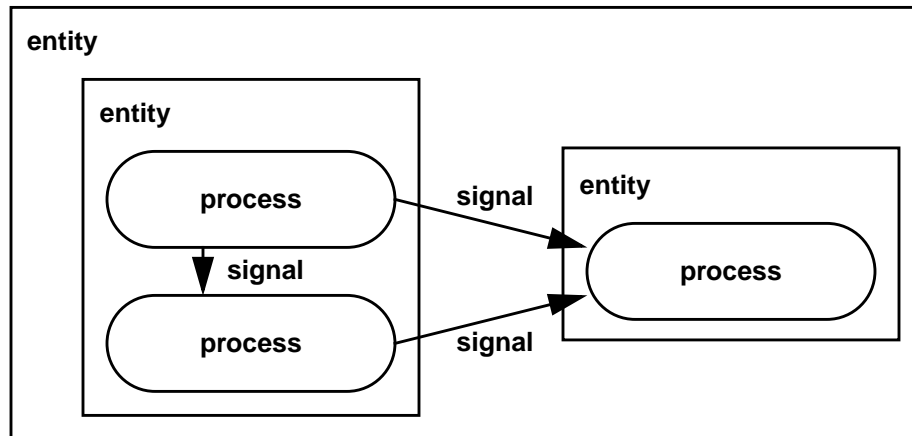 entity
entity
process
signal
entity
signal
process
process
signal